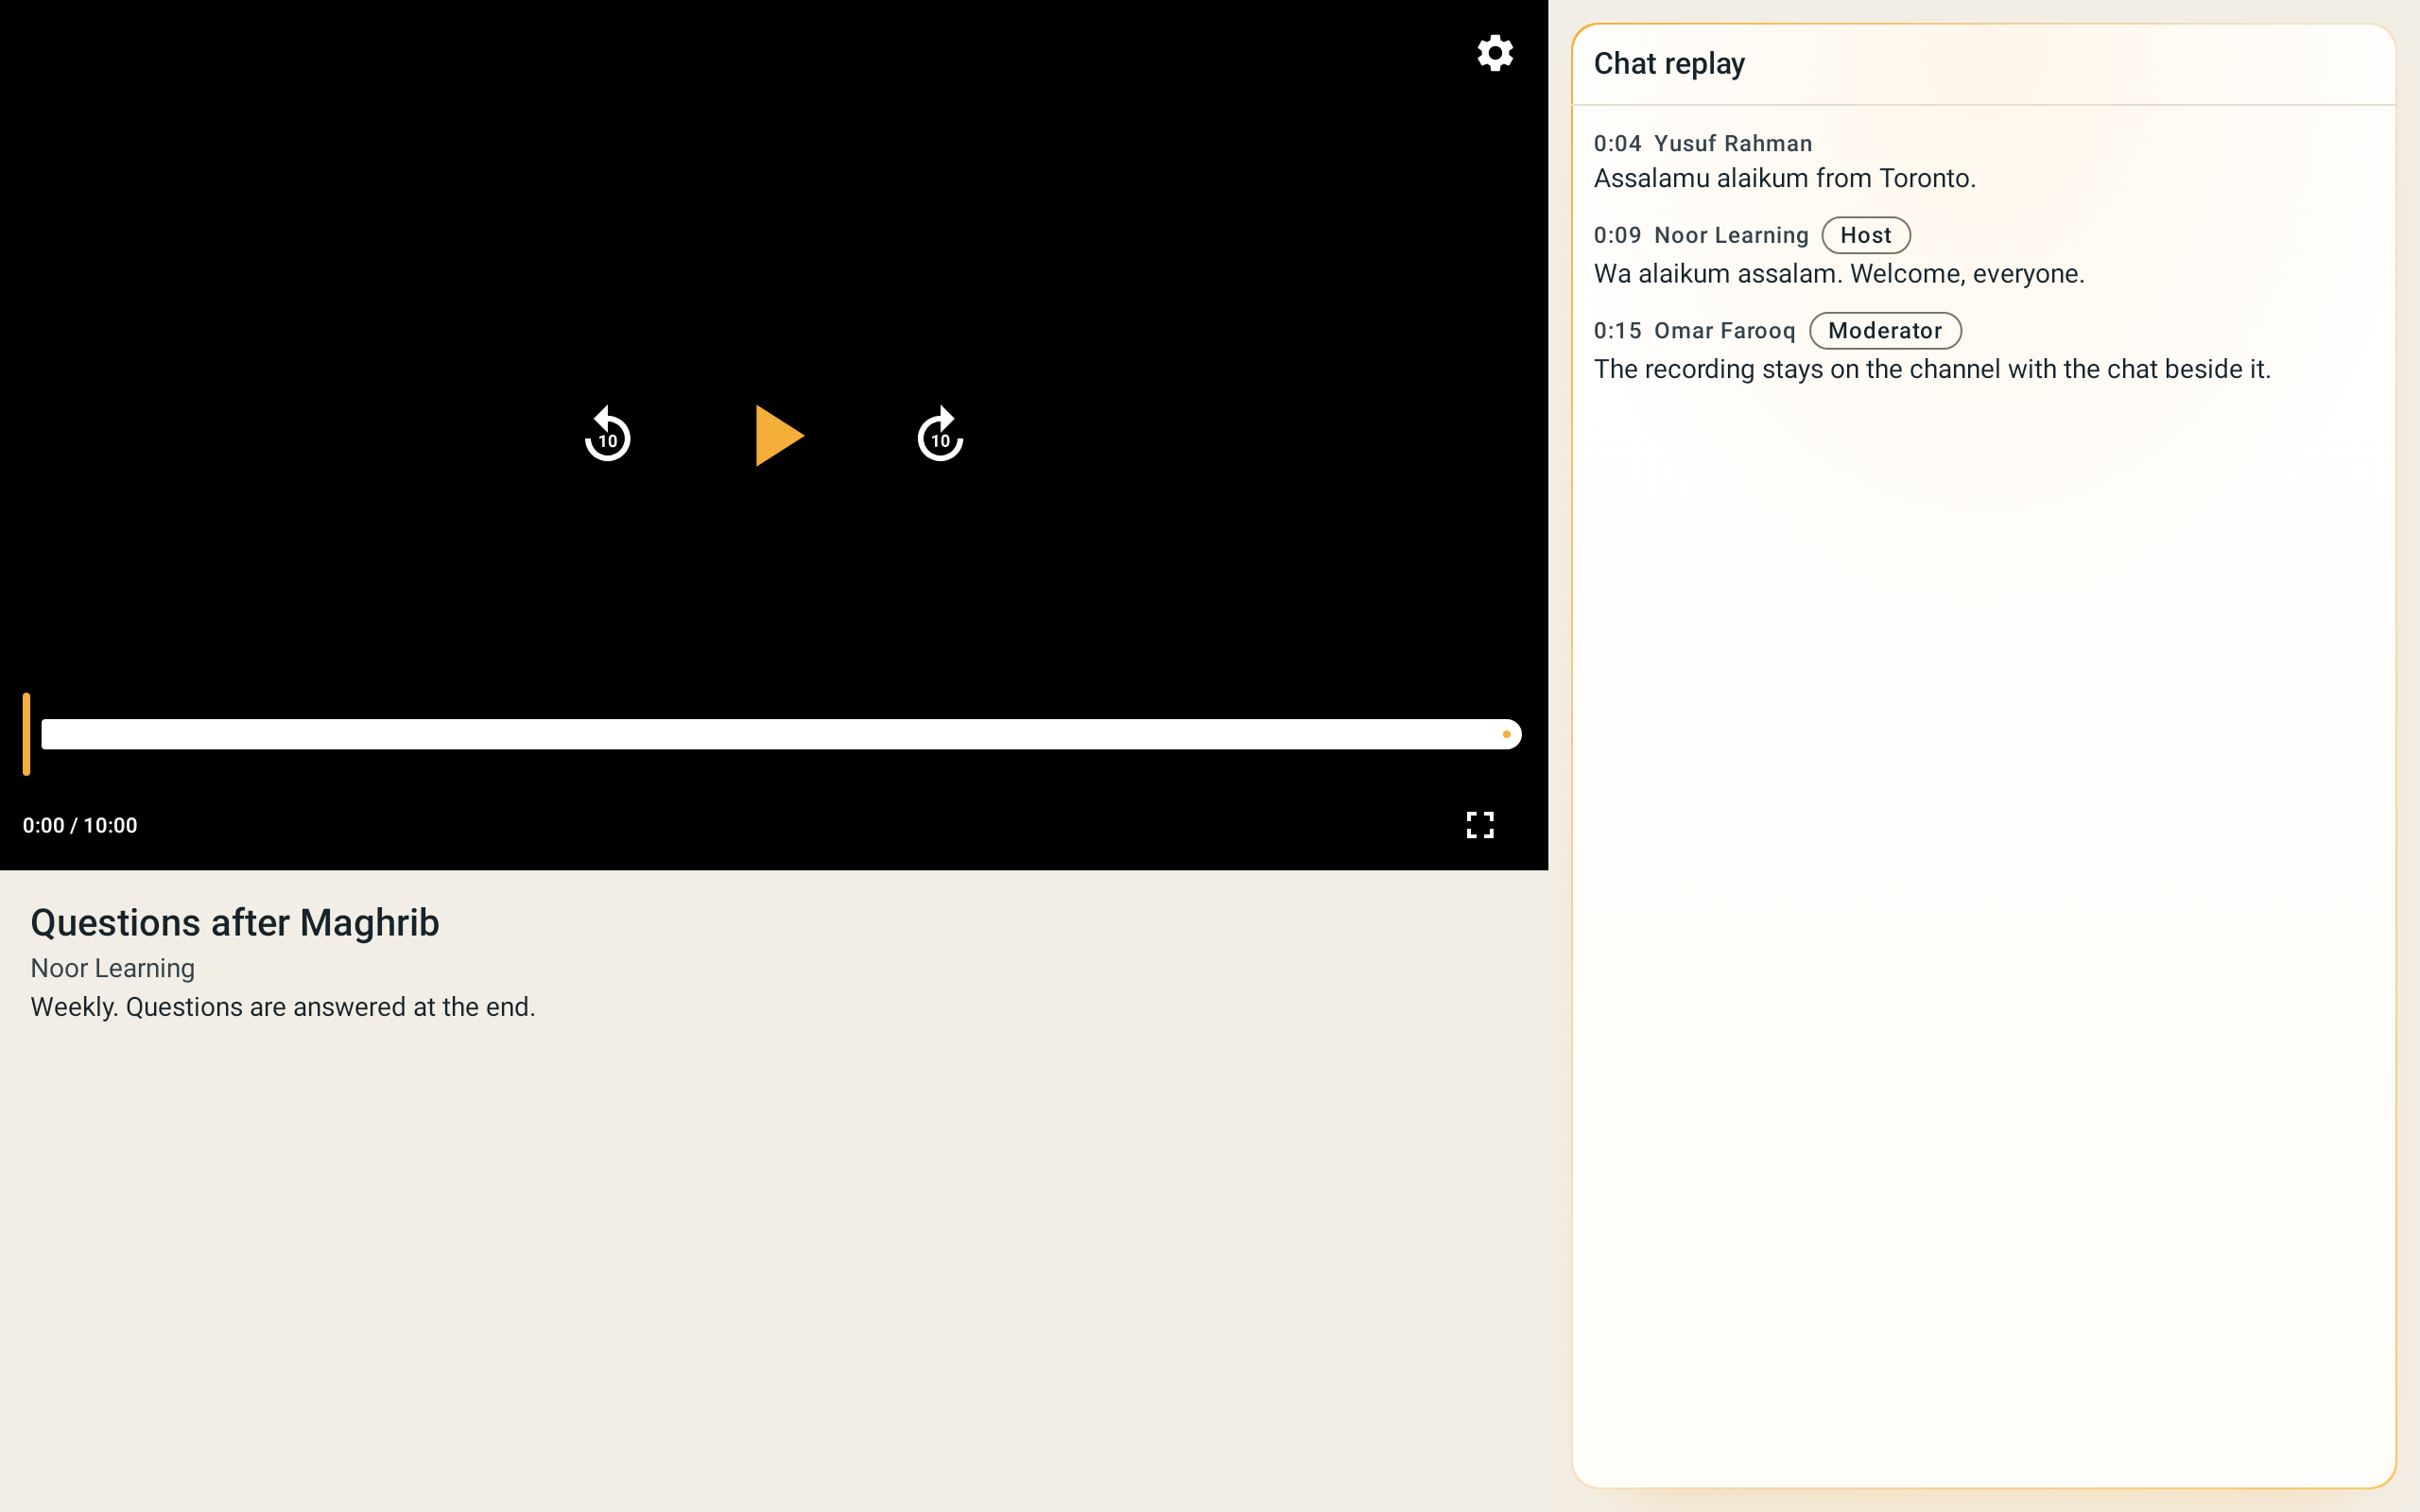 10
10
0:00 / 10:00
Questions after Maghrib
Noor Learning
Weekly. Questions are answered at the end.
Chat replay
0:04 Yusuf Rahman
Assalamu alaikum from Toronto.
0:09 Noor Learning Host
Wa alaikum assalam. Welcome, everyone.
0:15 Omar Farooq Moderator
The recording stays on the channel with the chat beside it.